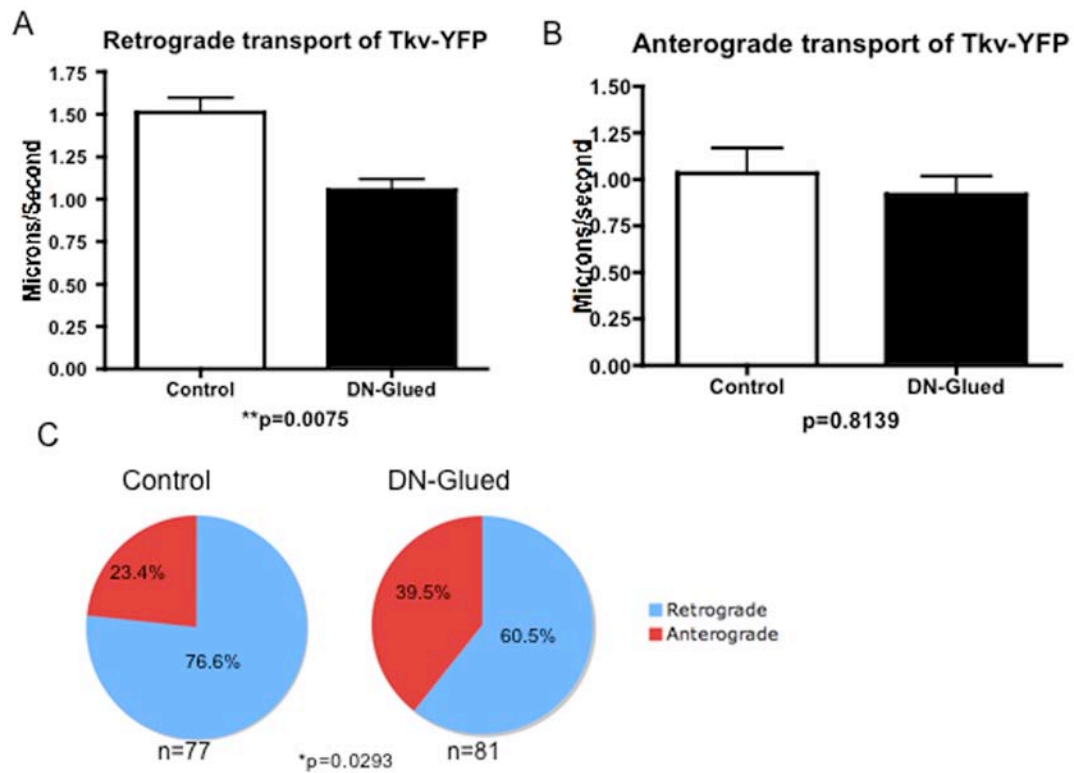 A
Retrograde transport of Tkv-YFP
Microns/Second
1.75
1.50
1.25
1.00
0.75
0.50
0.25
0.00
Control DN-Glued
**p=0.0075
B
Anterograde transport of Tkv-YFP
Microns/second
1.50
1.25
1.00
0.75
0.50
0.25
0.00
Control DN-Glued
p=0.8139
C
Control
23.4%
76.6%
n=77
DN-Glued
39.5%
60.5%
n=81
*p=0.0293
Retrograde
Anterograde